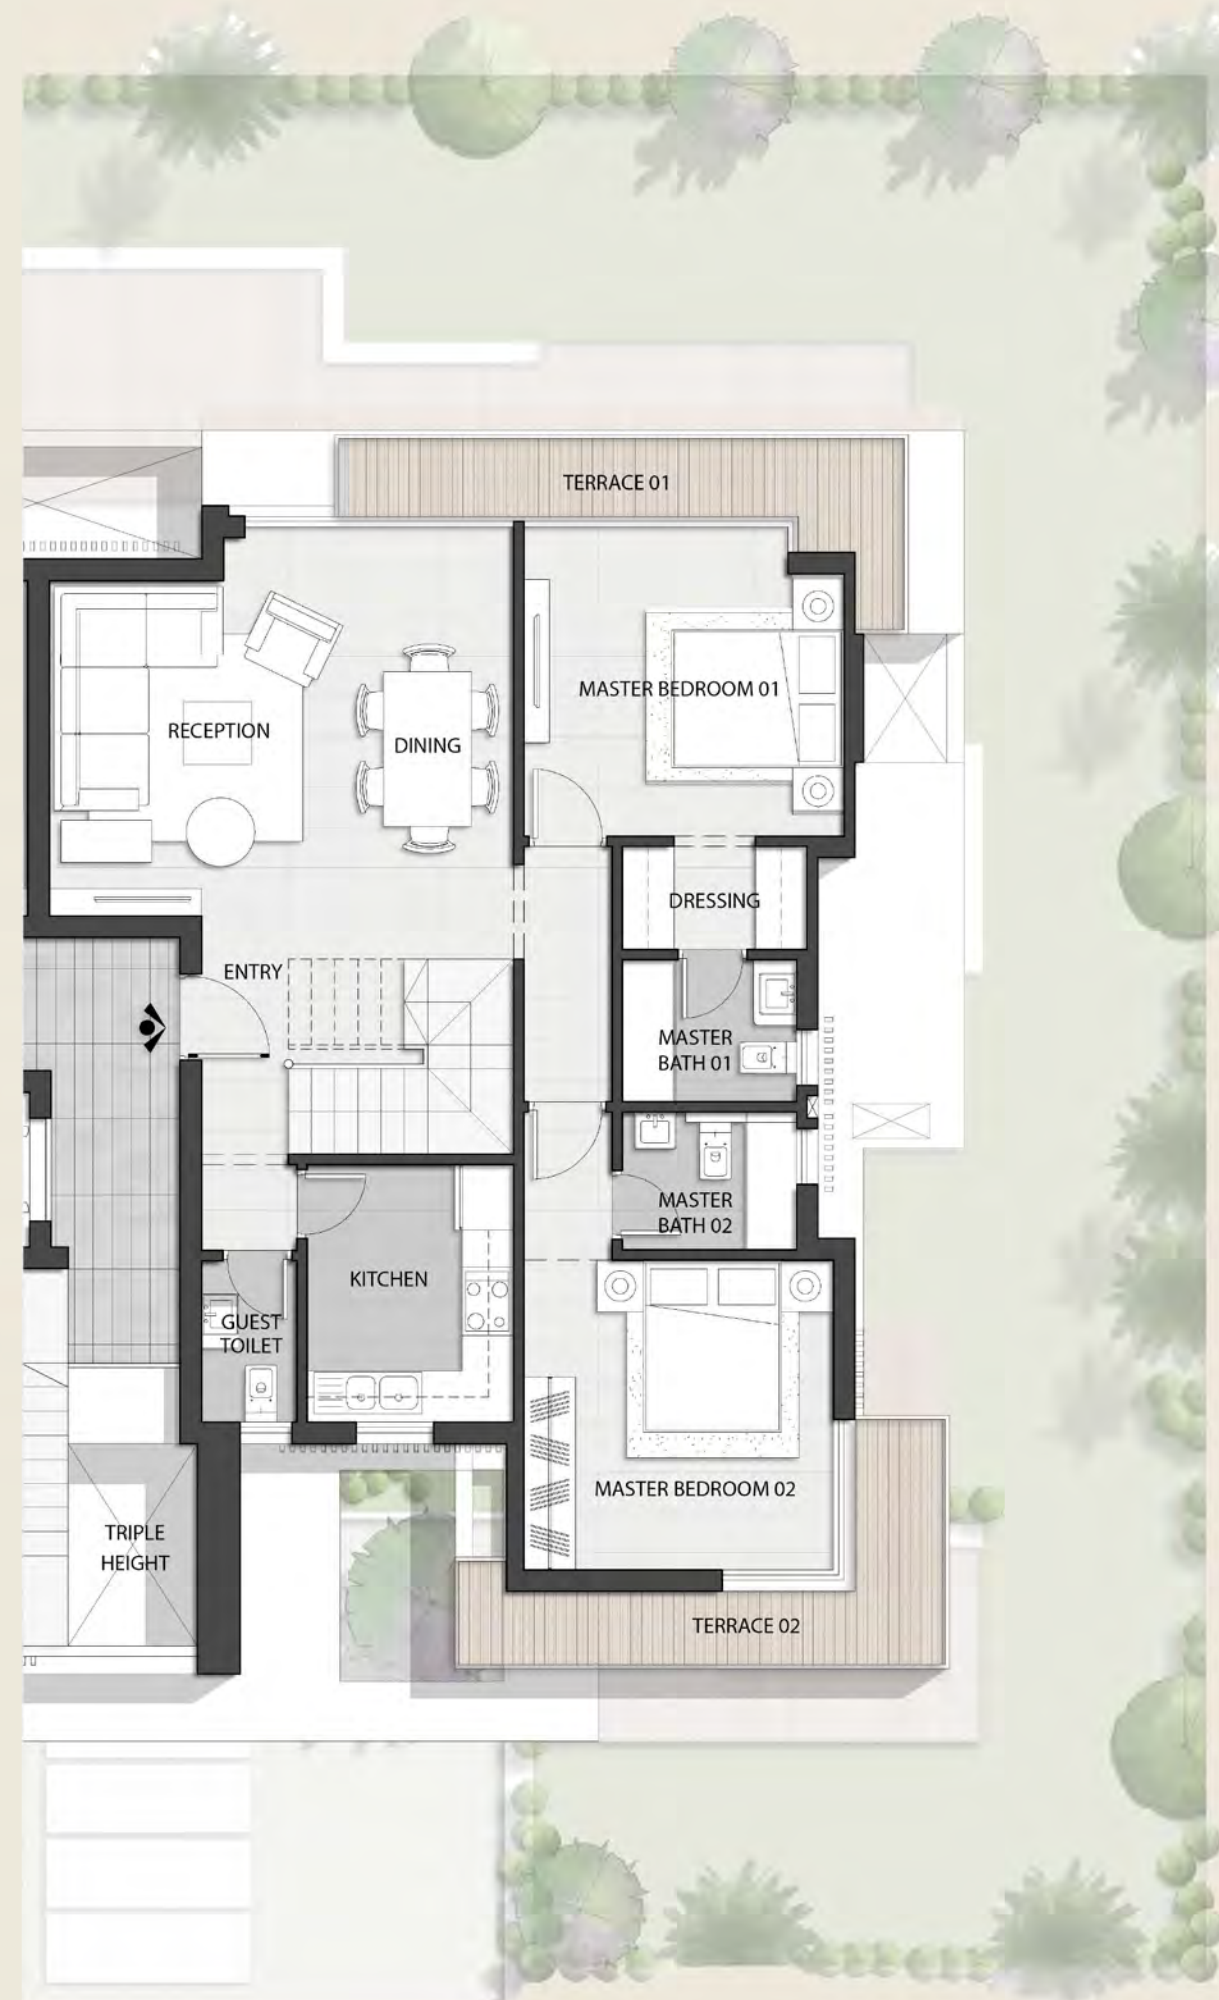 TERRACE 01
MASTER BEDROOM 01
RECEPTION
DINING
DRESSING
ENTRY
MASTER
BATH 01
MASTER
BATH 02
KITCHEN
GUEST
TOILET
MASTER BEDROOM 02
TRIPLE
HEIGHT
TERRACE 02